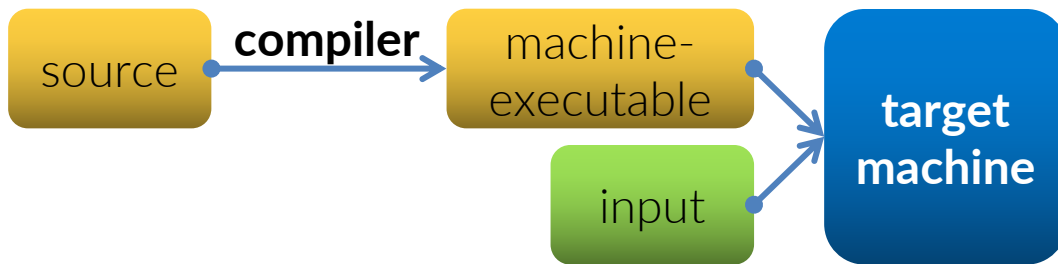 source
compiler
machine-
executable
input
target
machine